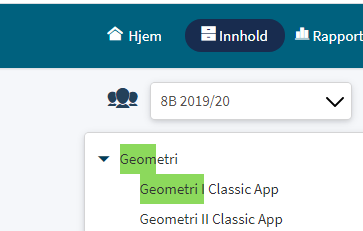 Hjem Innhold Rapport
8B 2019/20
Geometri
Geometri I Classic App
Geometri II Classic App